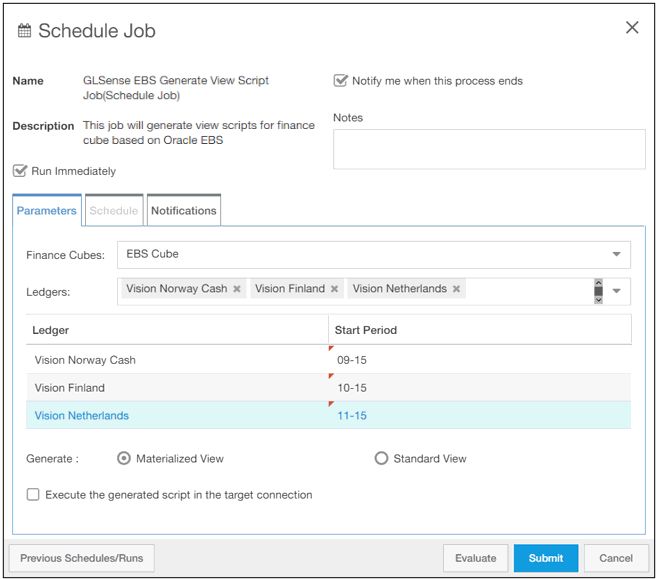 Schedule Job
Name
GLSense EBS Generate View Script
Job(Schedule Job)
Notify me when this process ends
Description
This job will generate view scripts for finance
cube based on Oracle EBS
Notes
Run Immediately
Parameters
Schedule
Notifications
Finance Cubes:
EBS Cube
Ledgers:
Vision Norway Cash
Vision Finland
Vision Netherlands
Ledger
Start Period
Vision Norway Cash
09-15
Vision Finland
10-15
Vision Netherlands
11-15
Generate :
Materialized View
Standard View
Execute the generated script in the target connection
Previous Schedules/Runs
Evaluate
Submit
Cancel